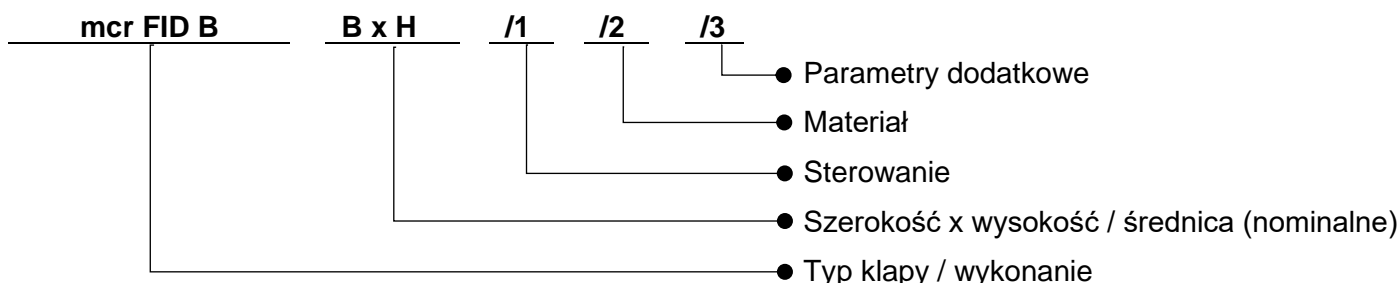 mcr FID B B x H /1 /2 /3
Parametry dodatkowe
Materiał
Sterowanie
Szerokość x wysokość / średnica (nominalne)
Typ klapy / wykonanie